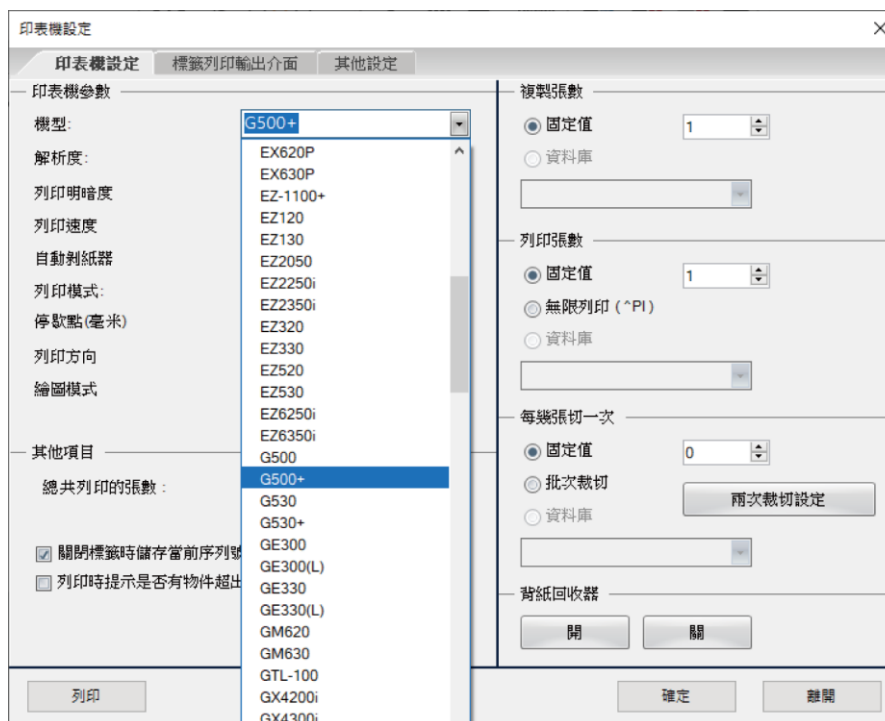 印表機設定
印表機設定
標籤列印輸出介面
其他設定
印表機參數
機型:
G500+
解析度:
列印明暗度
列印速度
自動剝紙器
列印模式:
停歇點(毫米)
列印方向
繪圖模式
EX620P
EX630P
EZ-1100+
EZ120
EZ130
EZ2050
EZ2250i
EZ2350i
EZ320
EZ330
EZ520
EZ530
EZ6250i
EZ6350i
G500
G500+
G530
G530+
GE300
GE300(L)
GE330
GE330(L)
GM620
GM630
GTL-100
GX4200i
GX4300i
其他項目
總共列印的張數 :
關閉標籤時儲存當前序列號
列印時提示是否有物件超出
複製張數
固定值
1
資料庫
列印張數
固定值
1
無限列印 ( ^PI )
資料庫
每幾張切一次
固定值
0
批次裁切
兩次裁切設定
資料庫
背紙回收器
開
關
列印
確定
離開